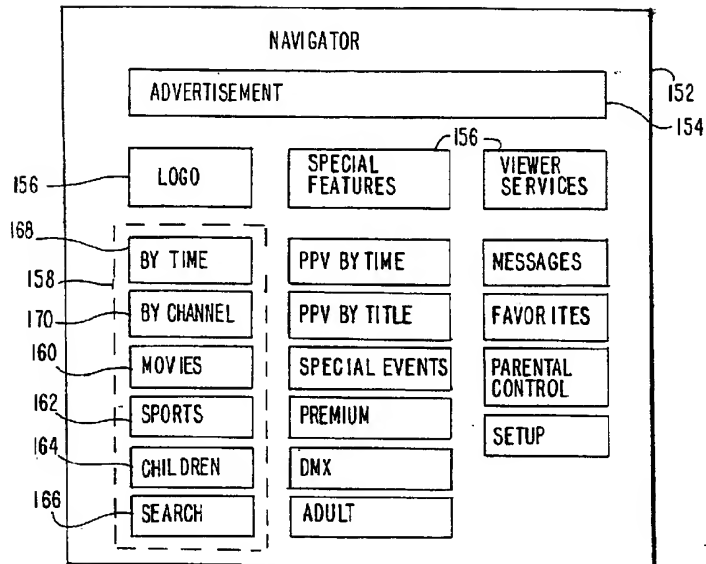 NAVIGATOR
ADVERTISEMENT
152
154
156
156
LOGO
SPECIAL
FEATURES
VIEWER
SERVICES
168
158
170
160
162
164
166
BY TIME
BY CHANNEL
MOVIES
SPORTS
CHILDREN
SEARCH
PPV BY TIME
PPV BY TITLE
SPECIAL EVENTS
PREMIUM
DMX
ADULT
MESSAGES
FAVORITES
PARENTAL
CONTROL
SETUP